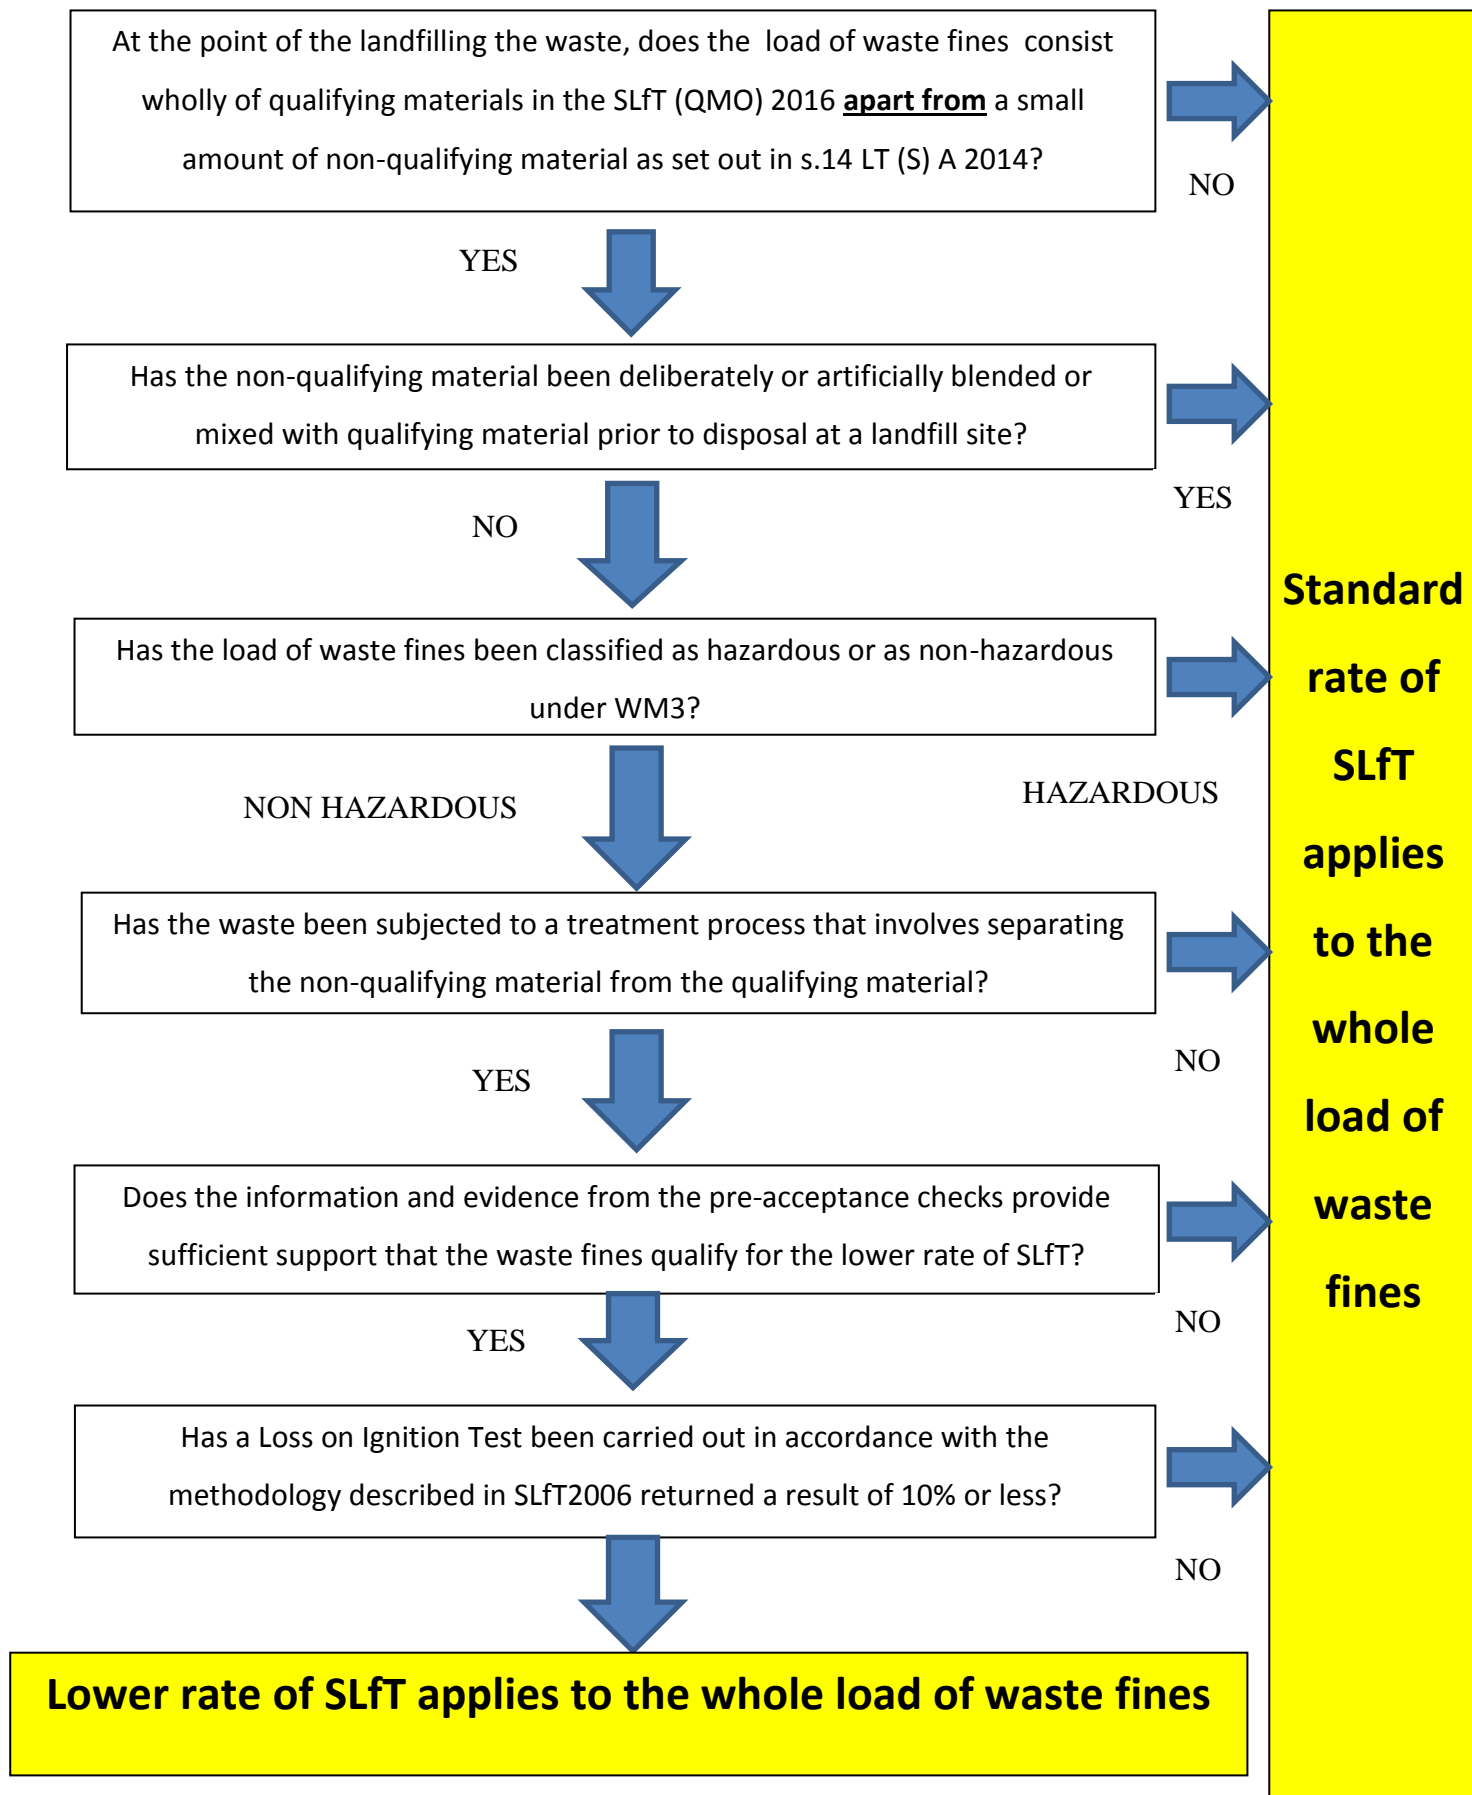 At the point of the landfilling the waste, does the load of waste fines consist
wholly of qualifying materials in the SLfT (QMO) 2016 apart from a small
amount of non-qualifying material as set out in s.14 LT (S) A 2014?
NO
YES
Has the non-qualifying material been deliberately or artificially blended or
mixed with qualifying material prior to disposal at a landfill site?
YES
NO
Has the load of waste fines been classified as hazardous or as non-hazardous
under WM3?
HAZARDOUS
NON HAZARDOUS
Has the waste been subjected to a treatment process that involves separating
the non-qualifying material from the qualifying material?
NO
YES
Does the information and evidence from the pre-acceptance checks provide
sufficient support that the waste fines qualify for the lower rate of SLfT?
NO
YES
Has a Loss on Ignition Test been carried out in accordance with the
methodology described in SLfT2006 returned a result of 10% or less?
NO
Lower rate of SLfT applies to the whole load of waste fines
Standard
rate of
SLfT
applies
to the
whole
load of
waste
fines